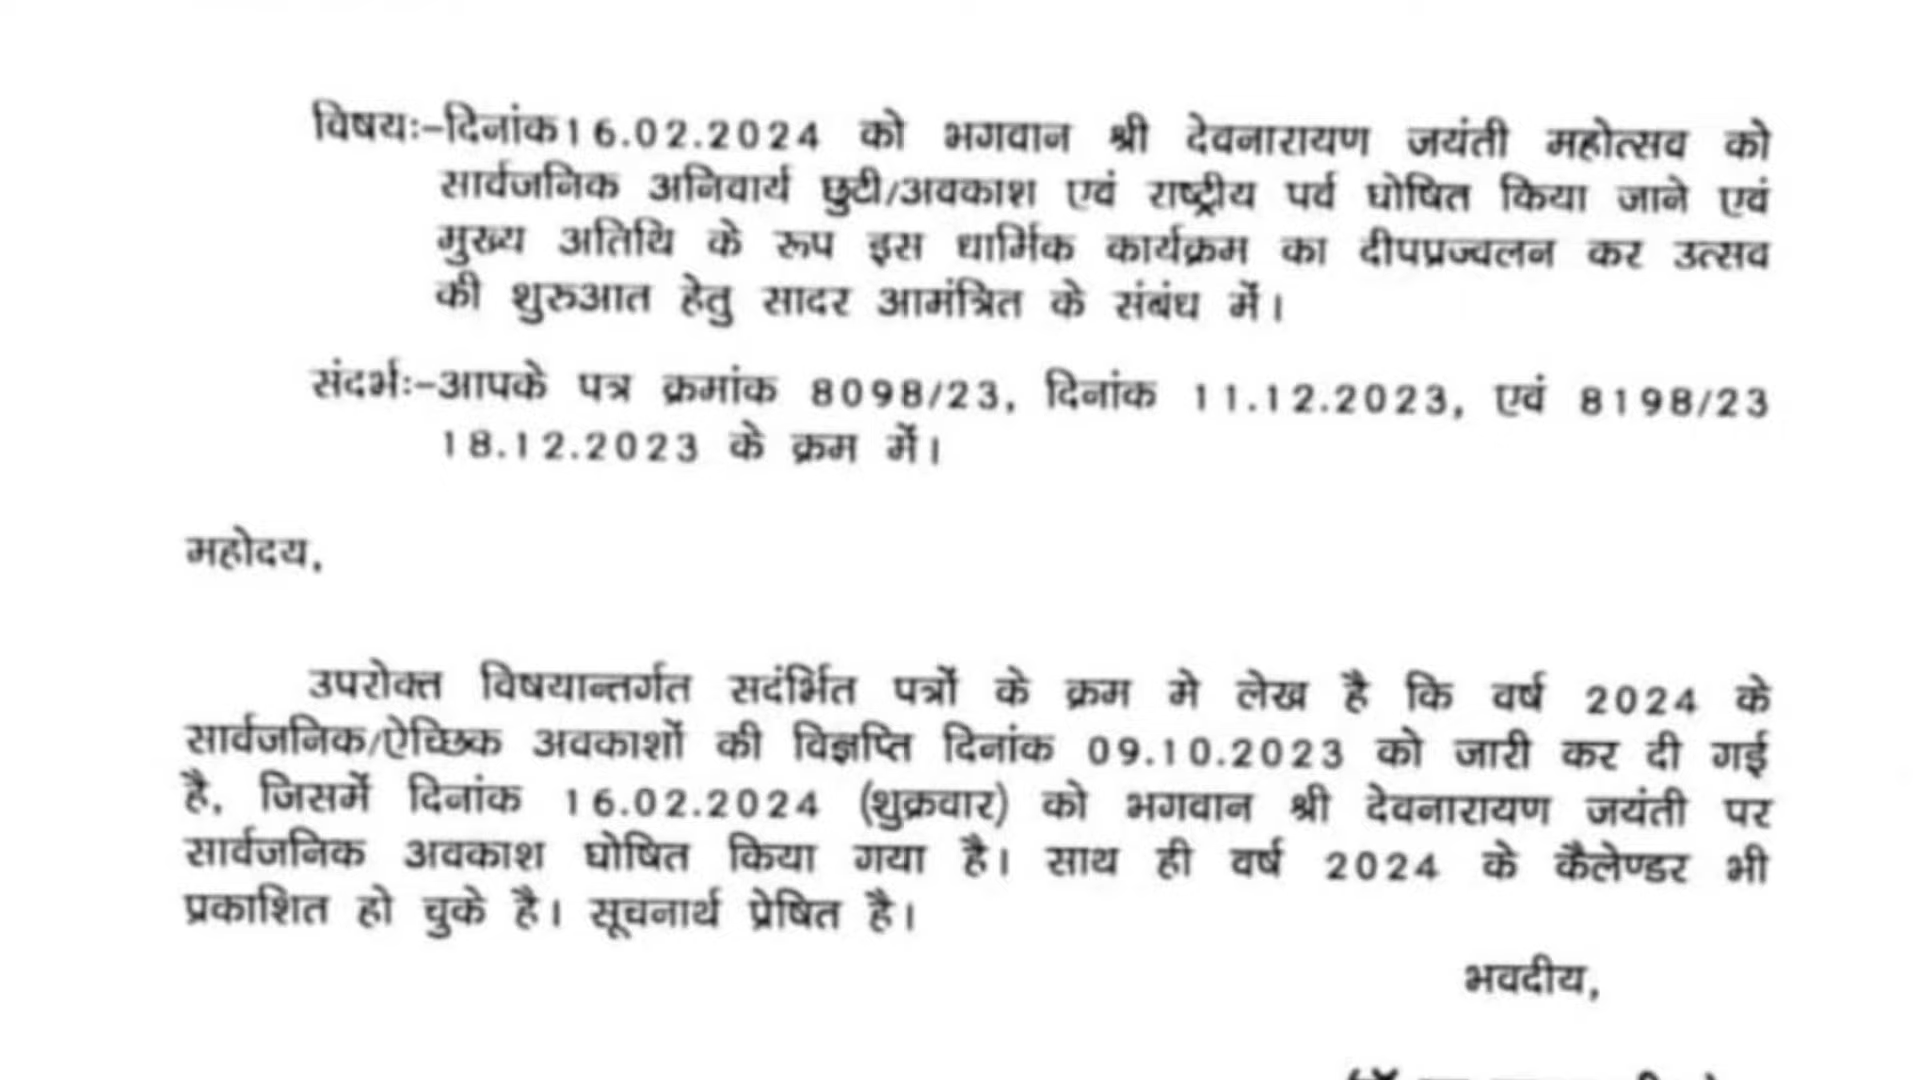 विषयः-दिनांक16.02.2024 को भगवान श्री देवनारायण जयंती महोत्सव को
सार्वजनिक अनिवार्य छुटी/अवकाश एवं राष्ट्रीय पर्व घोषित किया जाने एवं
मुख्य अतिथि के रूप इस धार्मिक कार्यक्रम का दीपप्रज्वलन कर उत्सव
की शुरुआत हेतु सादर आमंत्रित के संबंध में।
संदर्भः-आपके पत्र क्रमांक 8098/23, दिनांक 11.12.2023, एवं 8198/23
18.12.2023 के क्रम में।
महोदय,
उपरोक्त विषयान्तर्गत सदंर्भित पत्रों के क्रम मे लेख है कि वर्ष 2024 के
सार्वजनिक/ऐच्छिक अवकाशों की विज्ञप्ति दिनांक 09.10.2023 को जारी कर दी गई
है, जिसमें दिनांक 16.02.2024 (शुक्रवार) को भगवान श्री देवनारायण जयंती पर
सार्वजनिक अवकाश घोषित किया गया है। साथ ही वर्ष 2024 के कैलेण्डर भी
प्रकाशित हो चुके है। सूचनार्थ प्रेषित है।
भवदीय,